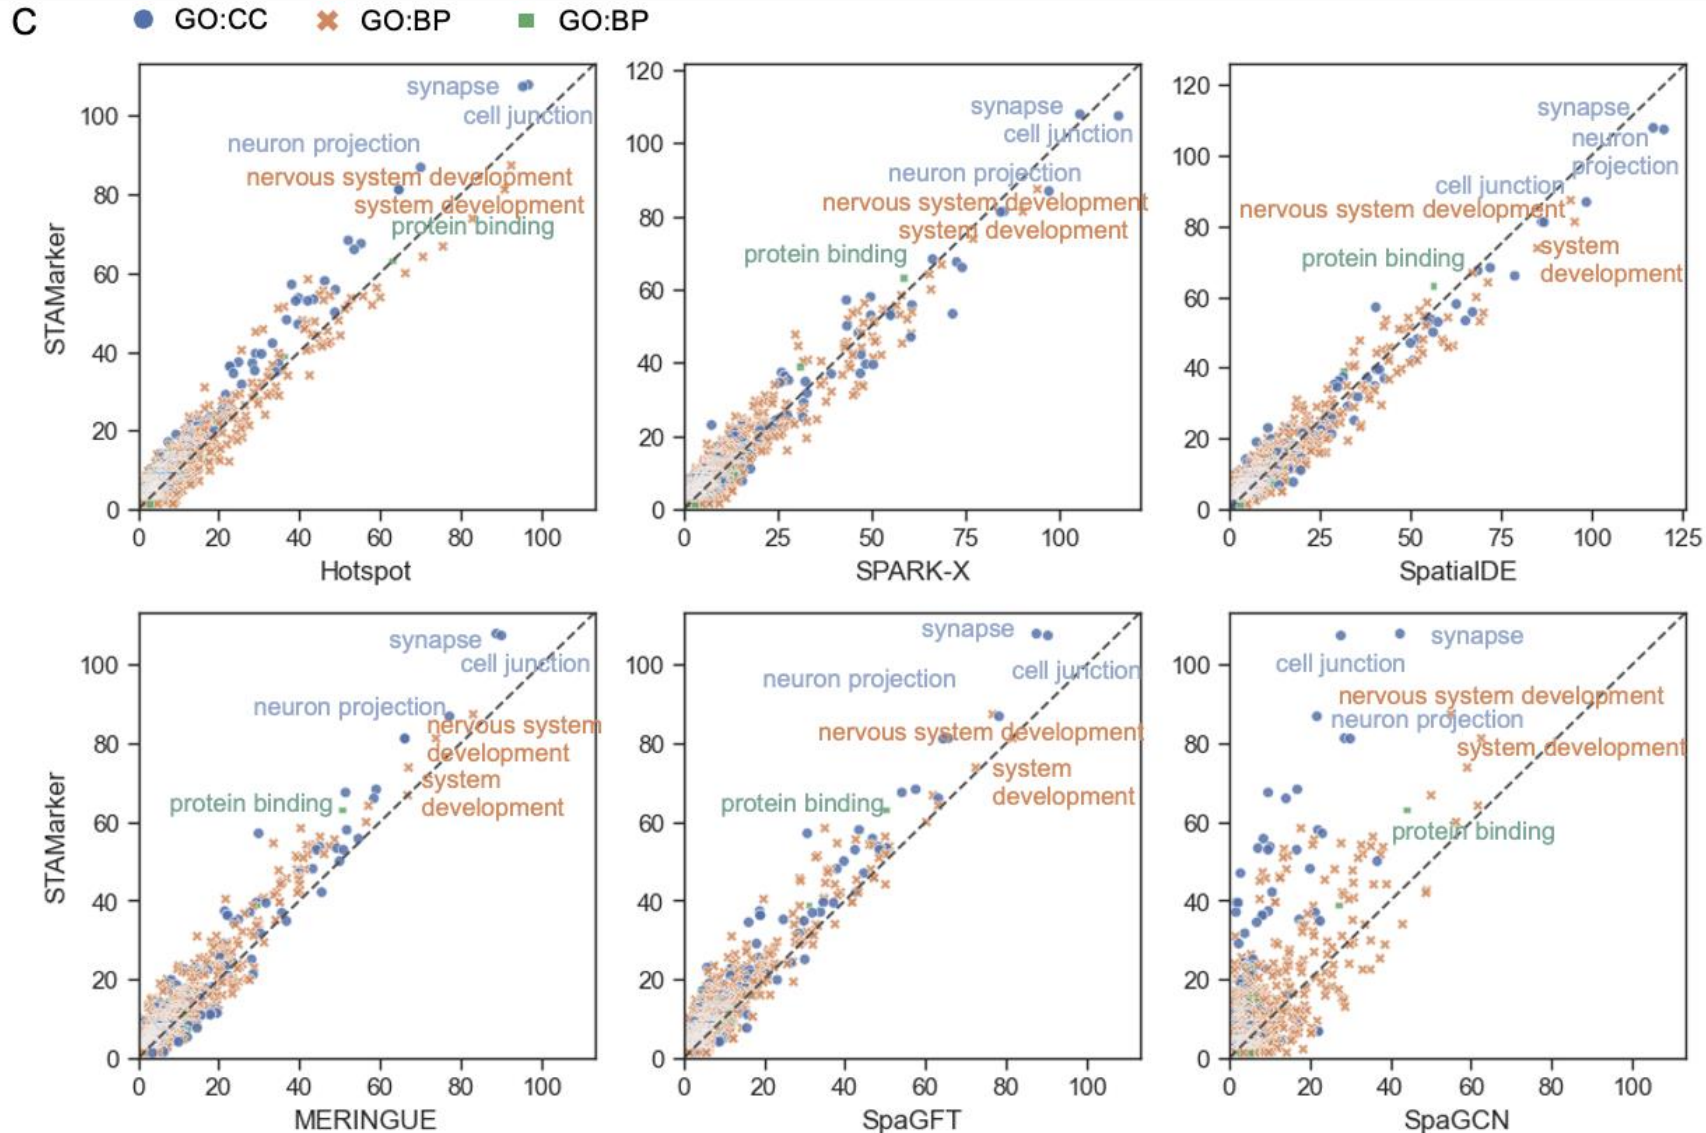 C
GO:CC
GO:BP
GO:BP
STAMarker
100
80
60
40
20
0
0 20 40 60 80 100
Hotspot
synapse
cell junction
neuron projection
nervous system development
system development
protein binding
120
100
80
60
40
20
0
0 25 50 75 100
SPARK-X
synapse
cell junction
neuron projection
nervous system development
system development
protein binding
120
100
80
60
40
20
0
0 25 50 75 100 125
SpatialDE
synapse
neuron
projection
cell junction
nervous system development
system
development
protein binding
STAMarker
100
80
60
40
20
0
0 20 40 60 80 100
MERINGUE
synapse
cell junction
neuron projection
nervous system
development
system
development
protein binding
100
80
60
40
20
0
0 20 40 60 80 100
SpaGFT
synapse
cell junction
neuron projection
nervous system development
system
development
protein binding
100
80
60
40
20
0
0 20 40 60 80 100
SpaGCN
synapse
cell junction
nervous system development
neuron projection
system development
protein binding